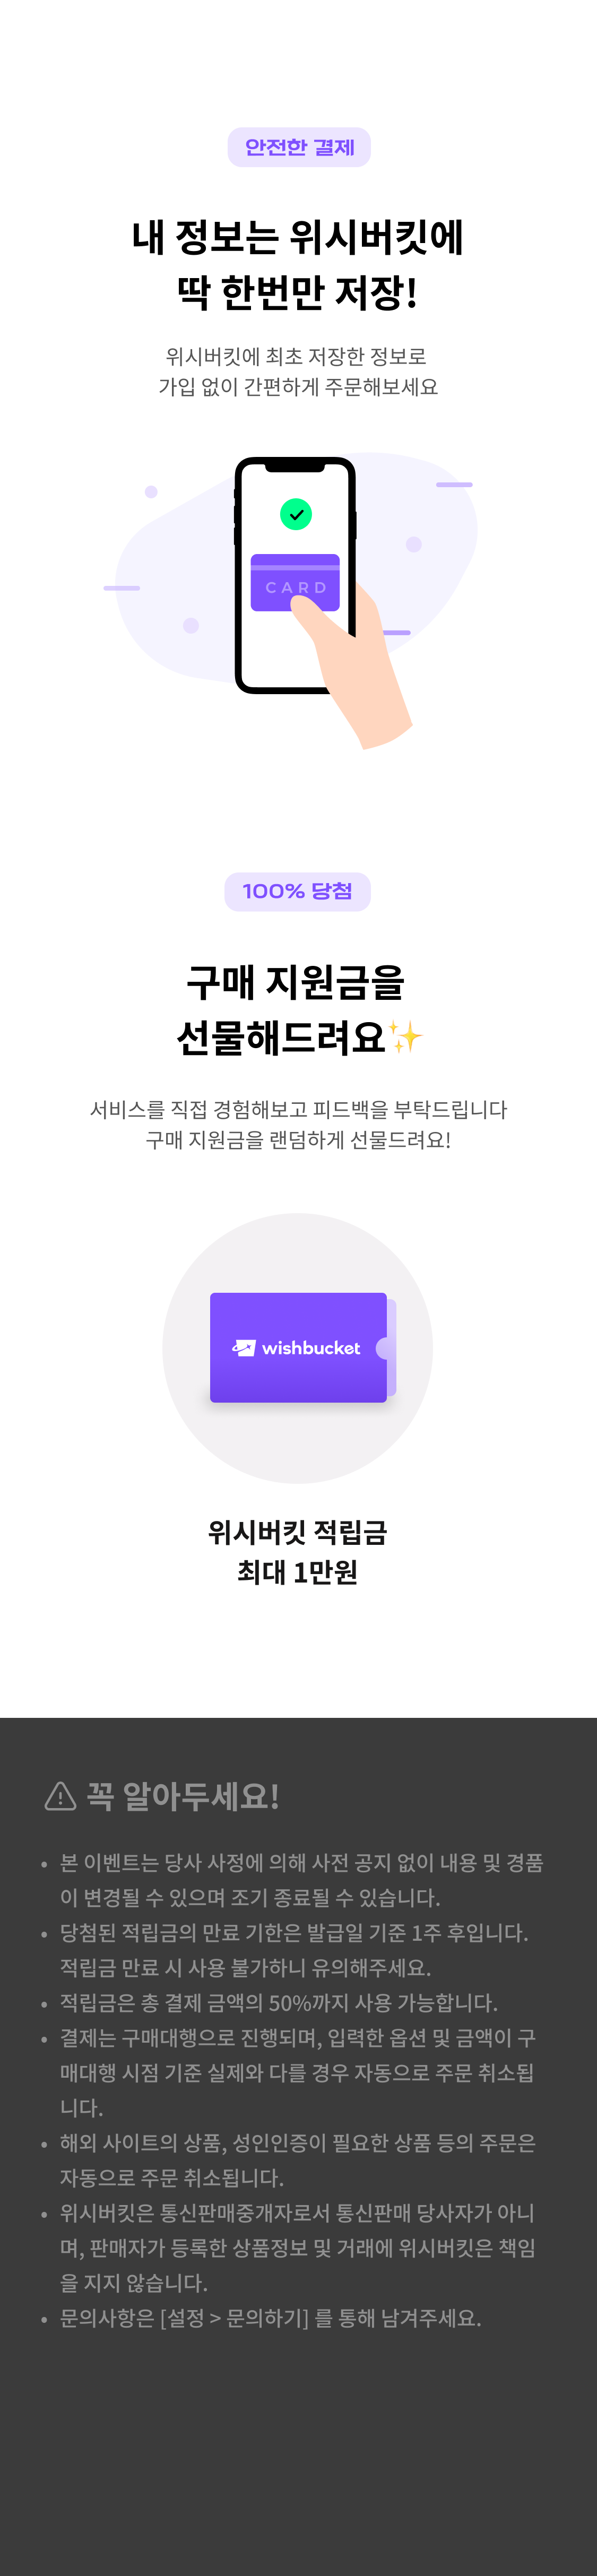 안전한 결제
내 정보는 위시버킷에
딱 한번만 저장!
위시버킷에 최초 저장한 정보로
가입 없이 간편하게 주문해보세요
CARD
100% 당첨
구매 지원금을
선물해드려요✨
서비스를 직접 경험해보고 피드백을 부탁드립니다
구매 지원금을 랜덤하게 선물드려요!
wishbucket
위시버킷 적립금
최대 1만원
꼭 알아두세요!
• 본 이벤트는 당사 사정에 의해 사전 공지 없이 내용 및 경품
이 변경될 수 있으며 조기 종료될 수 있습니다.
• 당첨된 적립금의 만료 기한은 발급일 기준 1주 후입니다.
적립금 만료 시 사용 불가하니 유의해주세요.
• 적립금은 총 결제 금액의 50%까지 사용 가능합니다.
• 결제는 구매대행으로 진행되며, 입력한 옵션 및 금액이 구
매대행 시점 기준 실제와 다를 경우 자동으로 주문 취소됩
니다.
• 해외 사이트의 상품, 성인인증이 필요한 상품 등의 주문은
자동으로 주문 취소됩니다.
• 위시버킷은 통신판매중개자로서 통신판매 당사자가 아니
며, 판매자가 등록한 상품정보 및 거래에 위시버킷은 책임
을 지지 않습니다.
• 문의사항은 [설정 > 문의하기] 를 통해 남겨주세요.